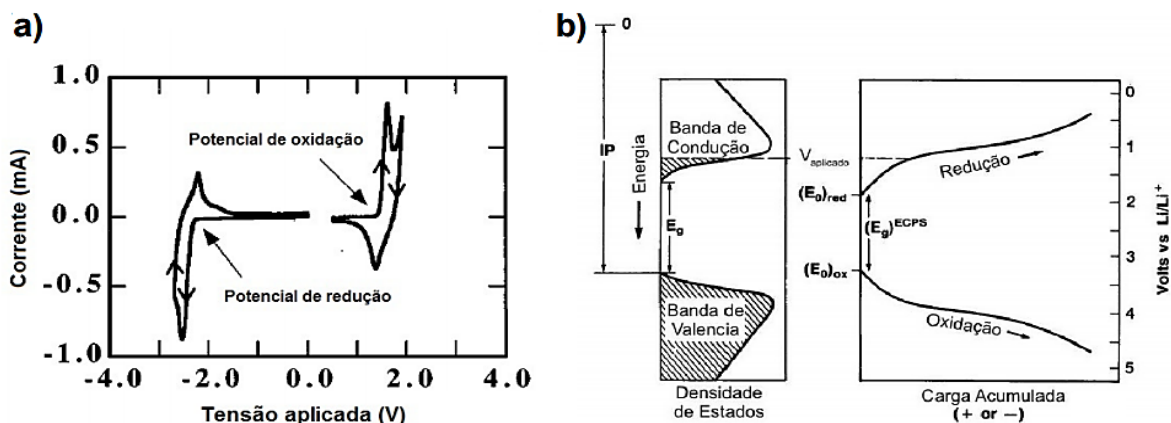 a)
1.0
0.5
0.0
-0.5
-1.0
Corrente (mA)
Potencial de oxidação
Potencial de redução
-4.0 -2.0 0.0 2.0 4.0
Tensão aplicada (V)
b)
0
IP
Energia
Banda de
Condução
Eg
Banda de
Valencia
Densidade
de Estados
Vaplicado
(E0)red
(Eg)ECPS
(E0)ox
Redução
Oxidação
0
1
2
3
4
5
Volts vs Li/Li+
Carga Acumulada
(+ or −)